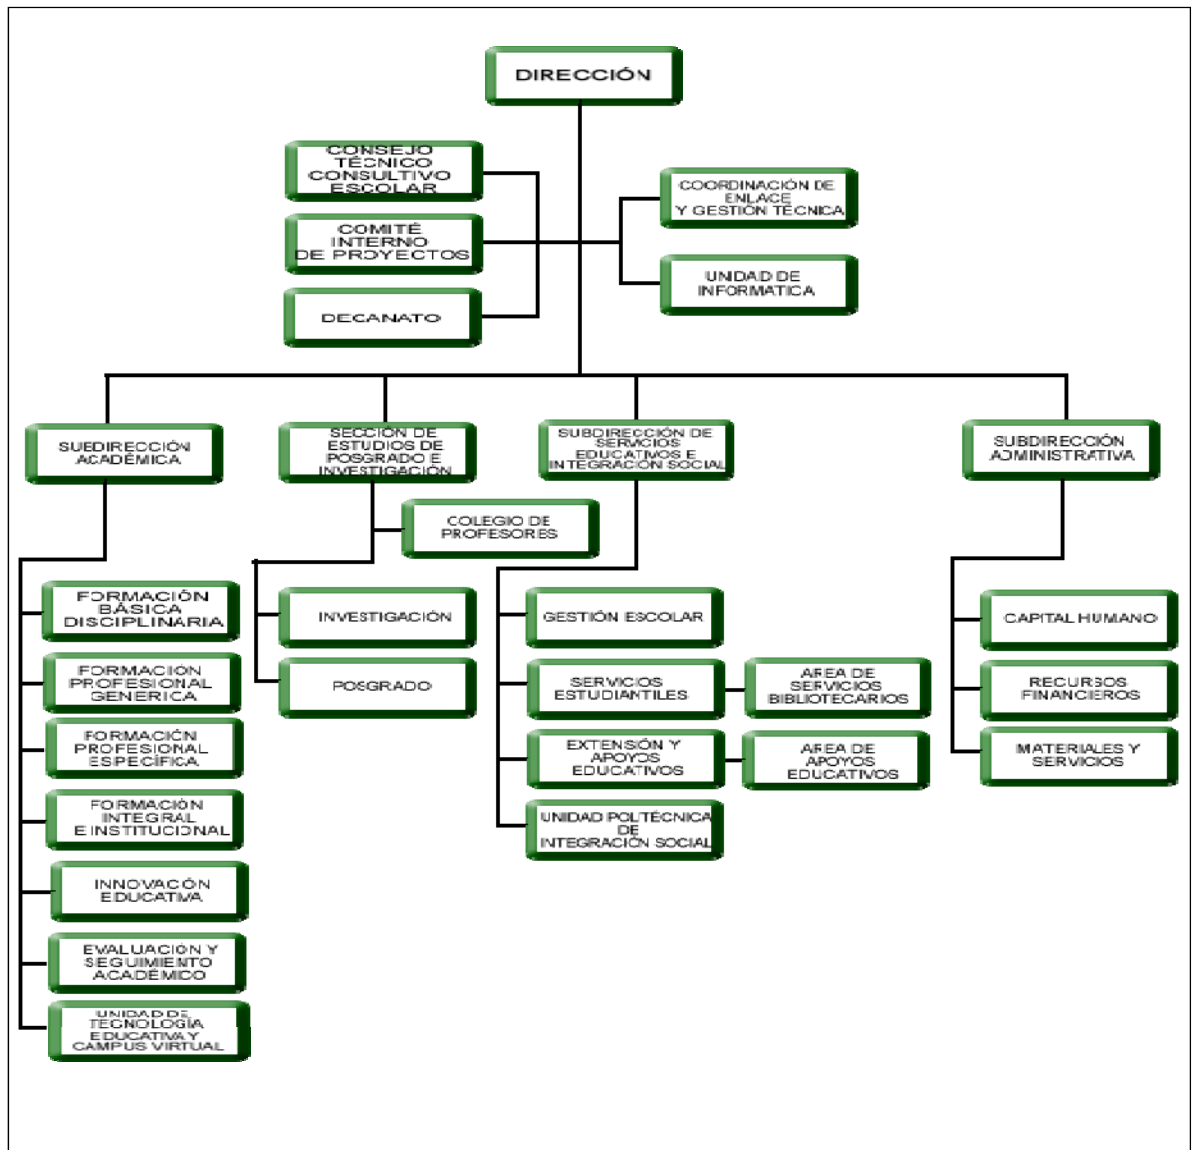 DIRECCIÓN
CONSEJO
TÉCNICO
CONSULTIVO
ESCOLAR
COMITÉ
INTERNO
DE PROYECTOS
DECANATO
COORDINACIÓN DE
ENLACE
Y GESTIÓN TÉCNICA
UNIDAD DE
INFORMATICA
SUBDIRECCIÓN
ACADÉMICA
SECCIÓN DE
ESTUDIOS DE
POSGRADO E
INVESTIGACIÓN
SUBDIRECCIÓN DE
SERVICIOS
EDUCATIVOS E
INTEGRACIÓN SOCIAL
SUBDIRECCIÓN
ADMINISTRATIVA
COLEGIO DE
PROFESORES
FORMACIÓN
BÁSICA
DISCIPLINARIA
FORMACIÓN
PROFESIONAL
GENERICA
FORMACIÓN
PROFESIONAL
ESPECÍFICA
FORMACIÓN
INTEGRAL
E INSTITUCIONAL
INNOVACIÓN
EDUCATIVA
EVALUACIÓN Y
SEGUIMIENTO
ACADÉMICO
UNIDAD DE
TECNOLOGÍA
EDUCATIVA Y
CAMPUS VIRTUAL
INVESTIGACIÓN
POSGRADO
GESTIÓN ESCOLAR
SERVICIOS
ESTUDIANTILES
AREA DE
SERVICIOS
BIBLIOTECARIOS
EXTENSIÓN Y
APOYOS
EDUCATIVOS
AREA DE
APOYOS
EDUCATIVOS
UNIDAD POLITÉCNICA
DE
INTEGRACIÓN SOCIAL
CAPITAL HUMANO
RECURSOS
FINANCIEROS
MATERIALES Y
SERVICIOS